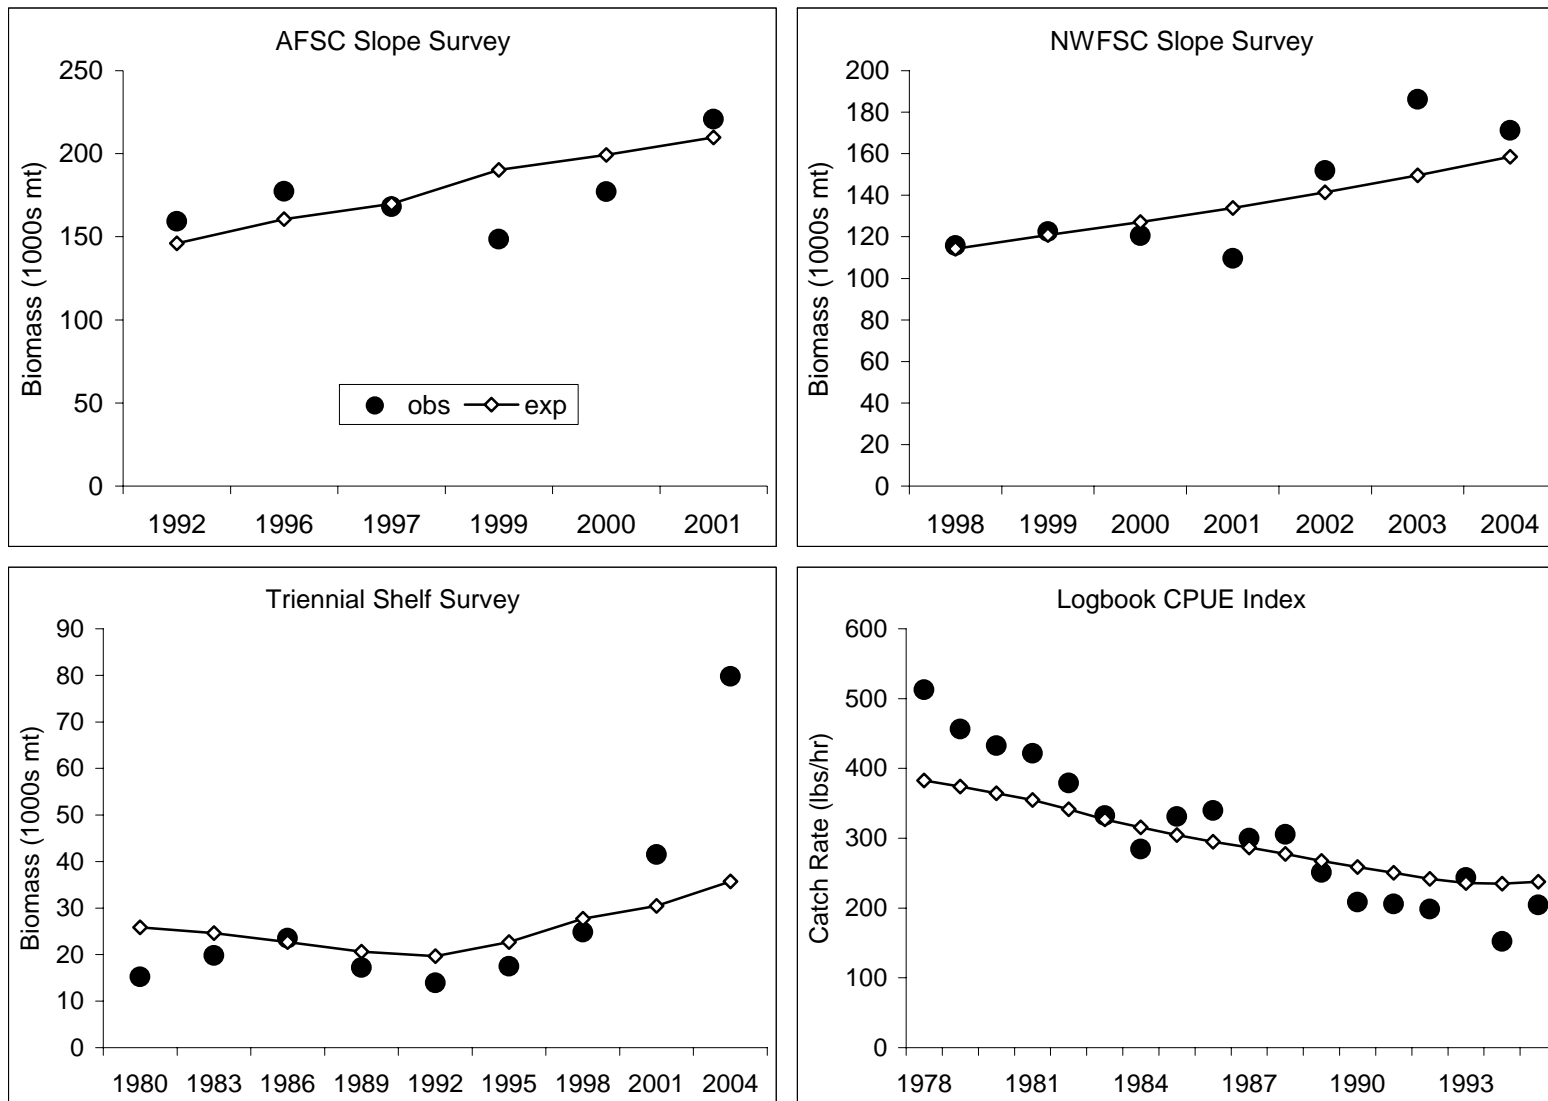 AFSC Slope Survey
Biomass (1000s mt)
250
200
150
100
50
0
obs exp
1992 1996 1997 1999 2000 2001
NWFSC Slope Survey
Biomass (1000s mt)
200
180
160
140
120
100
80
60
40
20
0
1998 1999 2000 2001 2002 2003 2004
Triennial Shelf Survey
Biomass (1000s mt)
90
80
70
60
50
40
30
20
10
0
1980 1983 1986 1989 1992 1995 1998 2001 2004
Logbook CPUE Index
Catch Rate (lbs/hr)
600
500
400
300
200
100
0
1978 1981 1984 1987 1990 1993